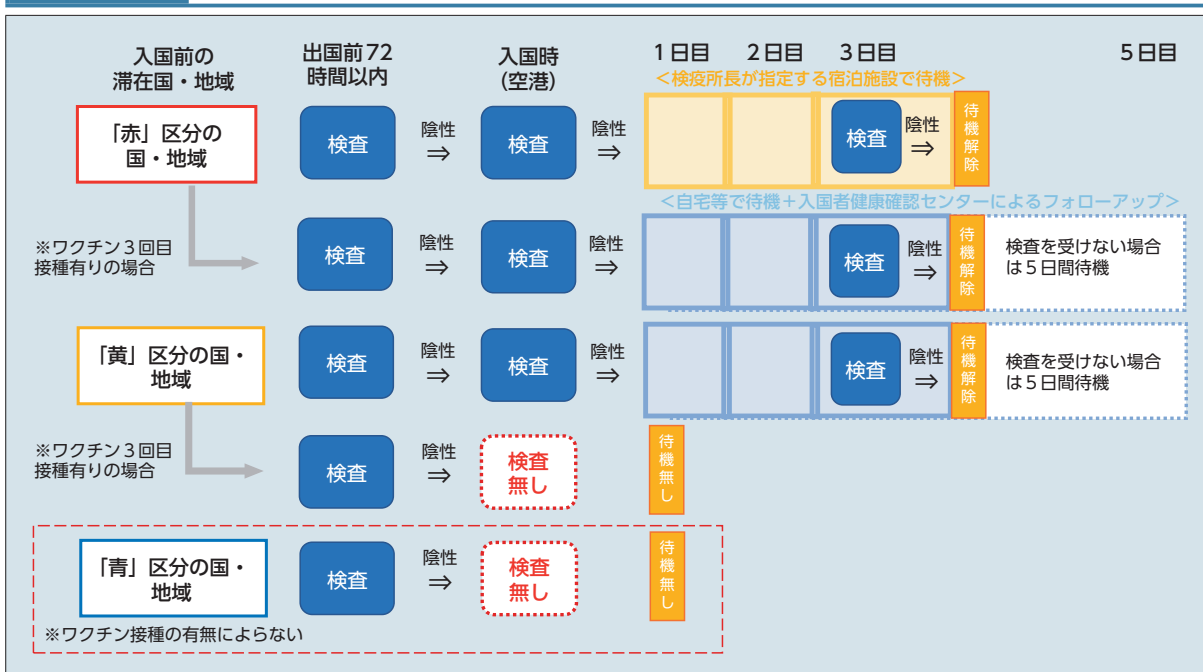 入国前の
滞在国・地域
出国前72
時間以内
入国時
(空港)
1日目
2日目
3日目
5日目
<検疫所長が指定する宿泊施設で待機>
「赤」区分の
国・地域
検査
陰性
⇒
検査
陰性
⇒
検査
陰性
⇒
待機解除
<自宅等で待機+入国者健康確認センターによるフォローアップ>
※ワクチン3回目
接種有りの場合
検査
陰性
⇒
検査
陰性
⇒
検査
陰性
⇒
待機解除
検査を受けない場合
は5日間待機
「黄」区分の国・
地域
検査
陰性
⇒
検査
陰性
⇒
検査
陰性
⇒
待機解除
検査を受けない場合
は5日間待機
※ワクチン3回目
接種有りの場合
検査
陰性
⇒
検査
無し
待機無し
「青」区分の国・
地域
検査
陰性
⇒
検査
無し
待機無し
※ワクチン接種の有無によらない